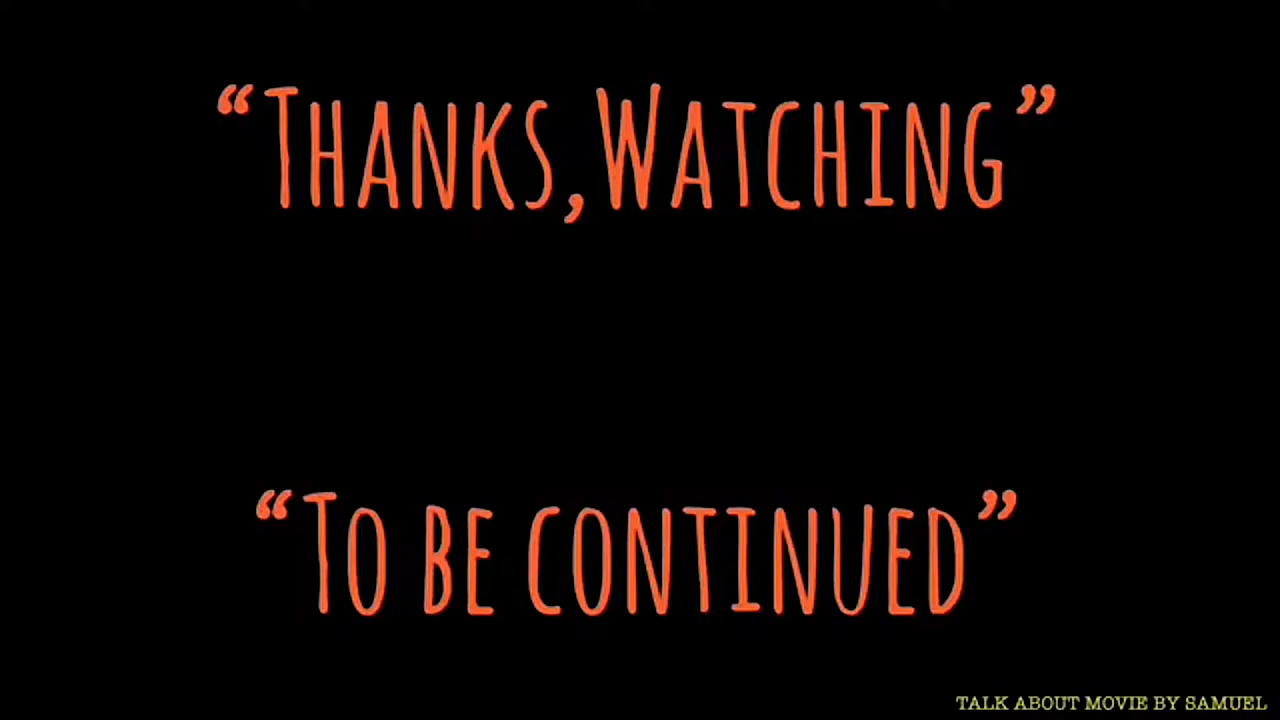 “Thanks,Watching”
“To be continued”
TALK ABOUT MOVIE BY SAMUEL